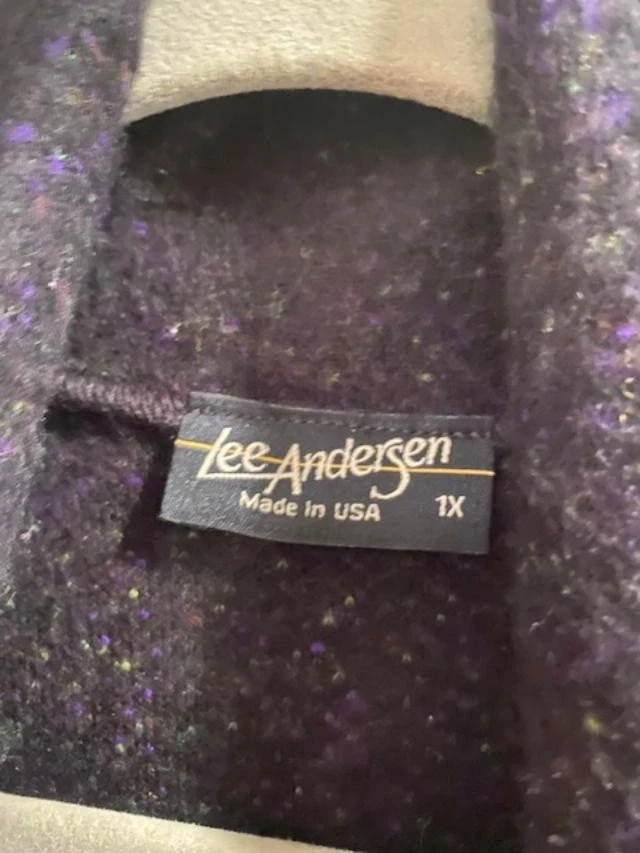 Lee Andersen
Made in USA 1X